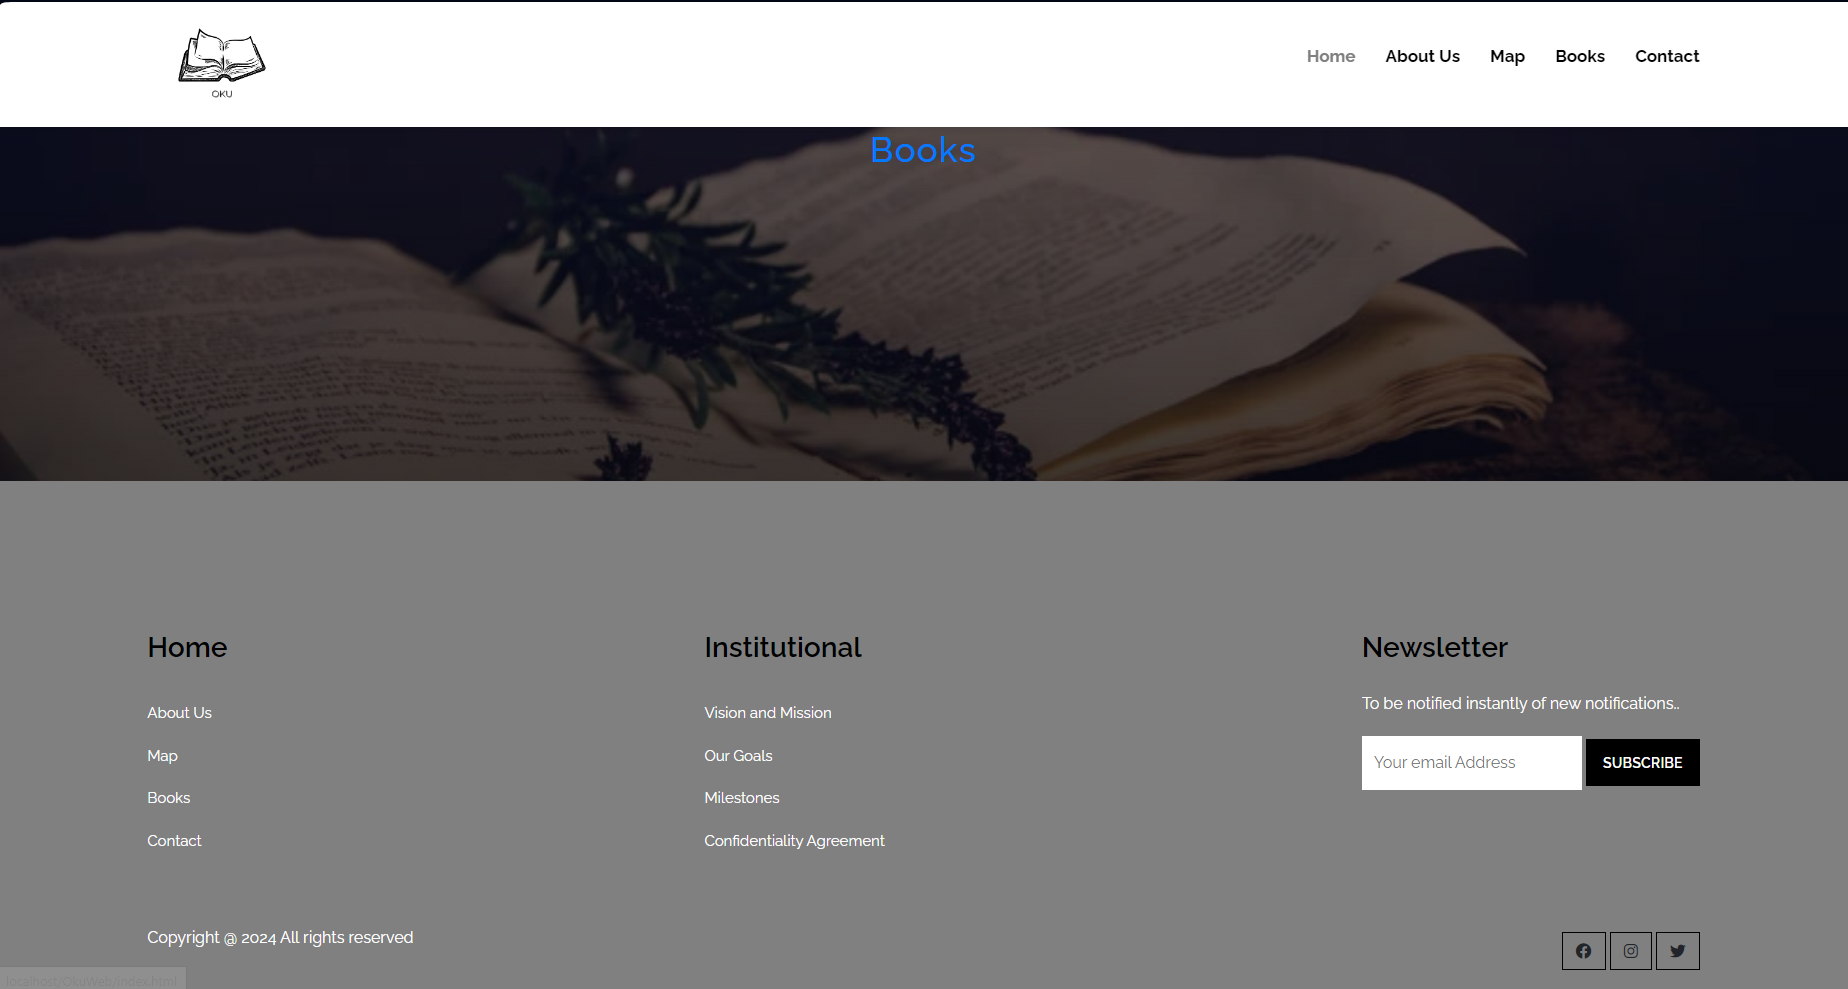 OKU
Home About Us Map Books Contact
Books
Home
About Us
Map
Books
Contact
Institutional
Vision and Mission
Our Goals
Milestones
Confidentiality Agreement
Newsletter
To be notified instantly of new notifications..
Your email Address SUBSCRIBE
Copyright @ 2024 All rights reserved
localhost/OkuWeb/index.html